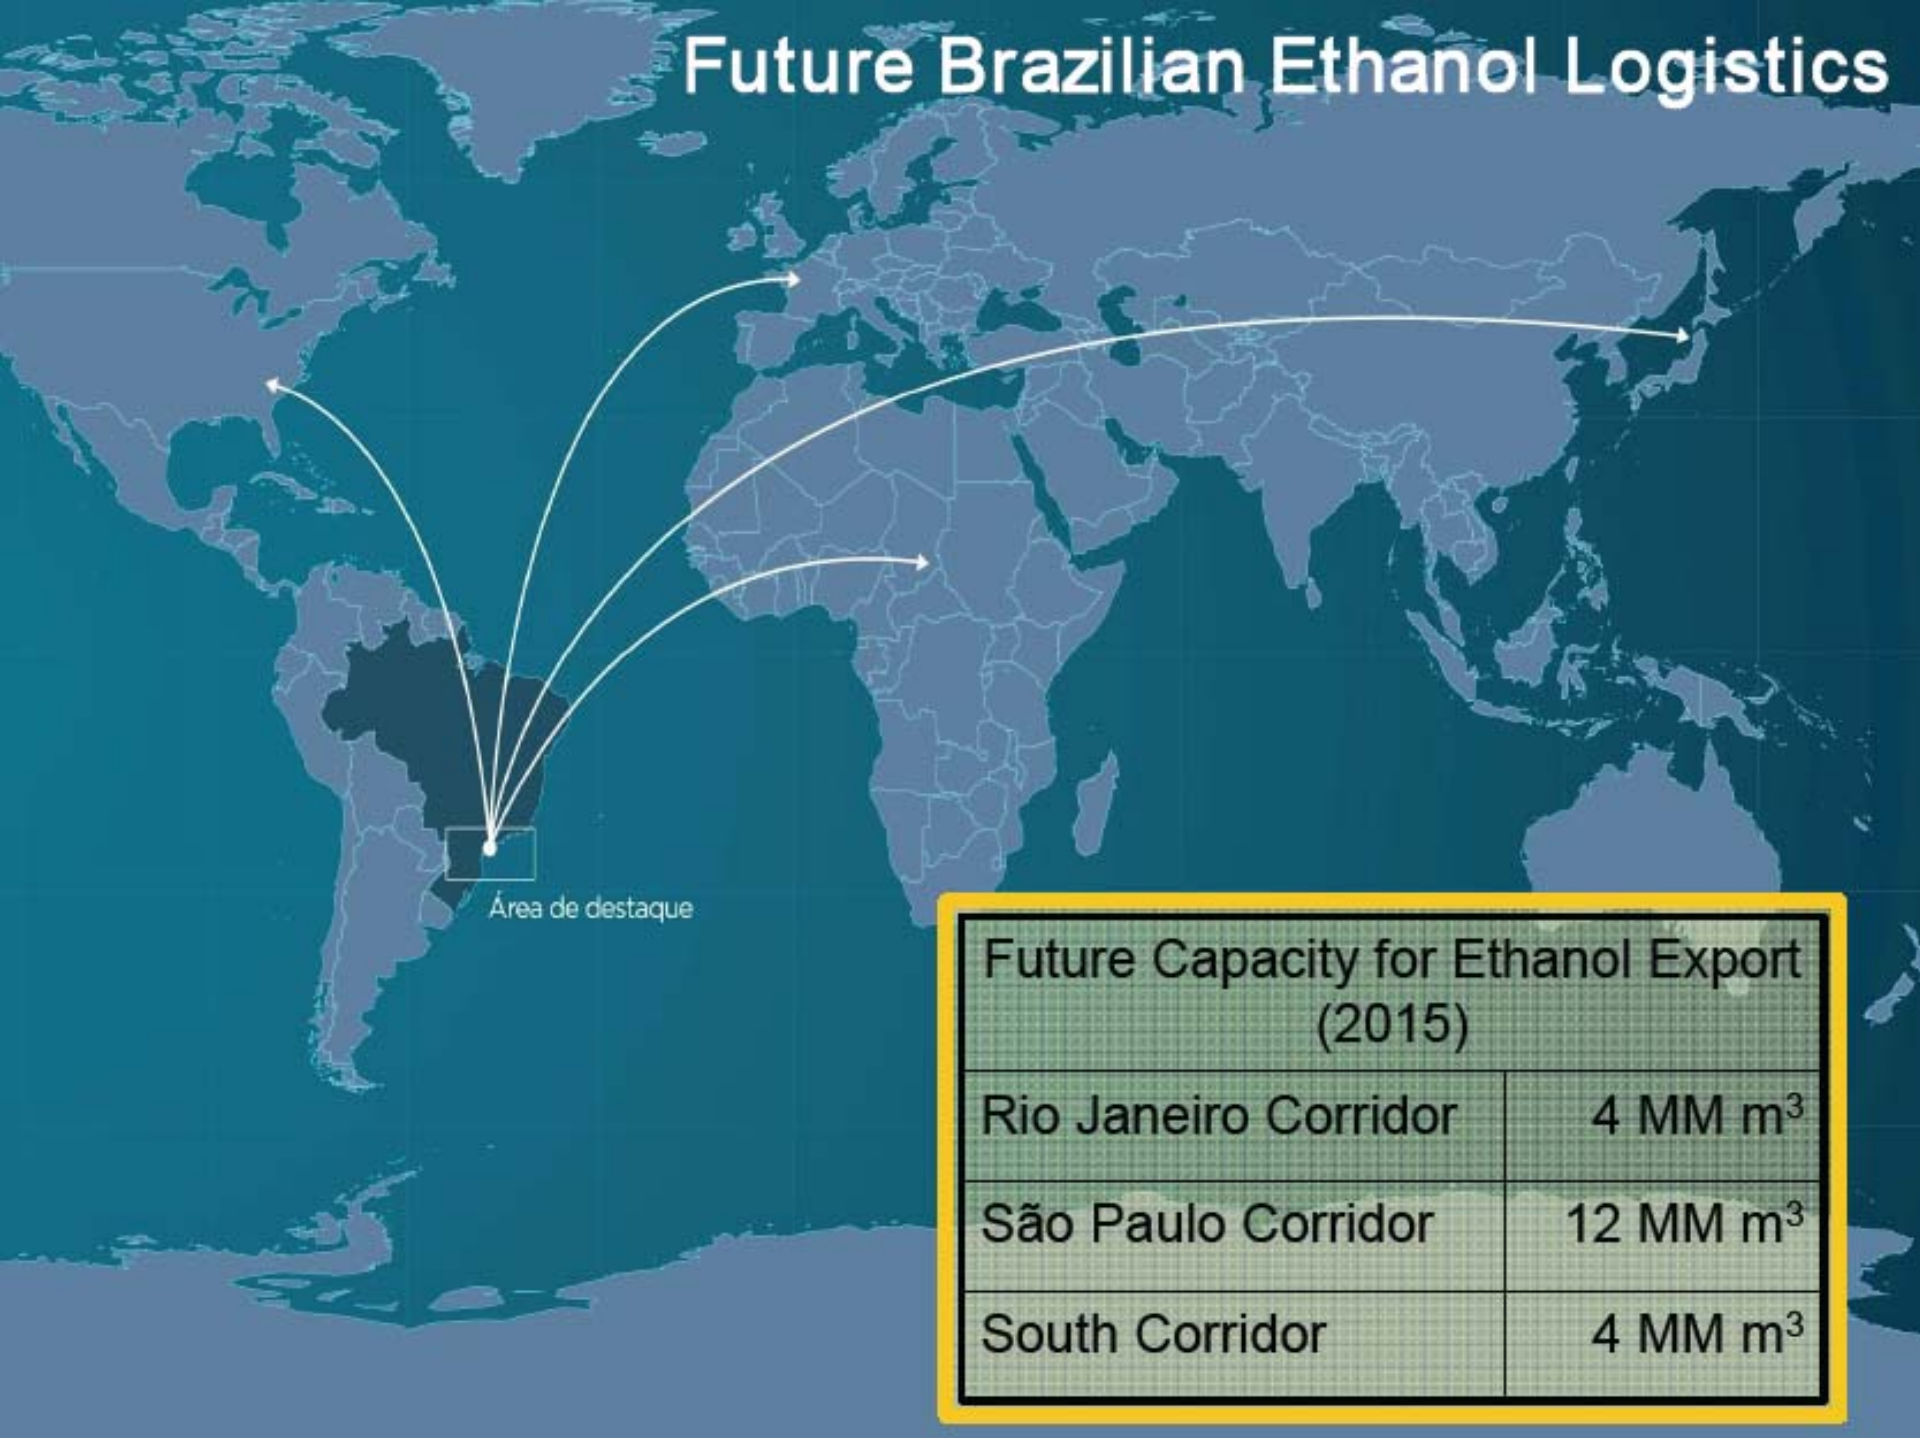 Future Brazilian Ethanol Logistics
Área de destaque
Future Capacity for Ethanol Export
(2015)
Rio Janeiro Corridor 4 MM m³
São Paulo Corridor 12 MM m³
South Corridor 4 MM m³